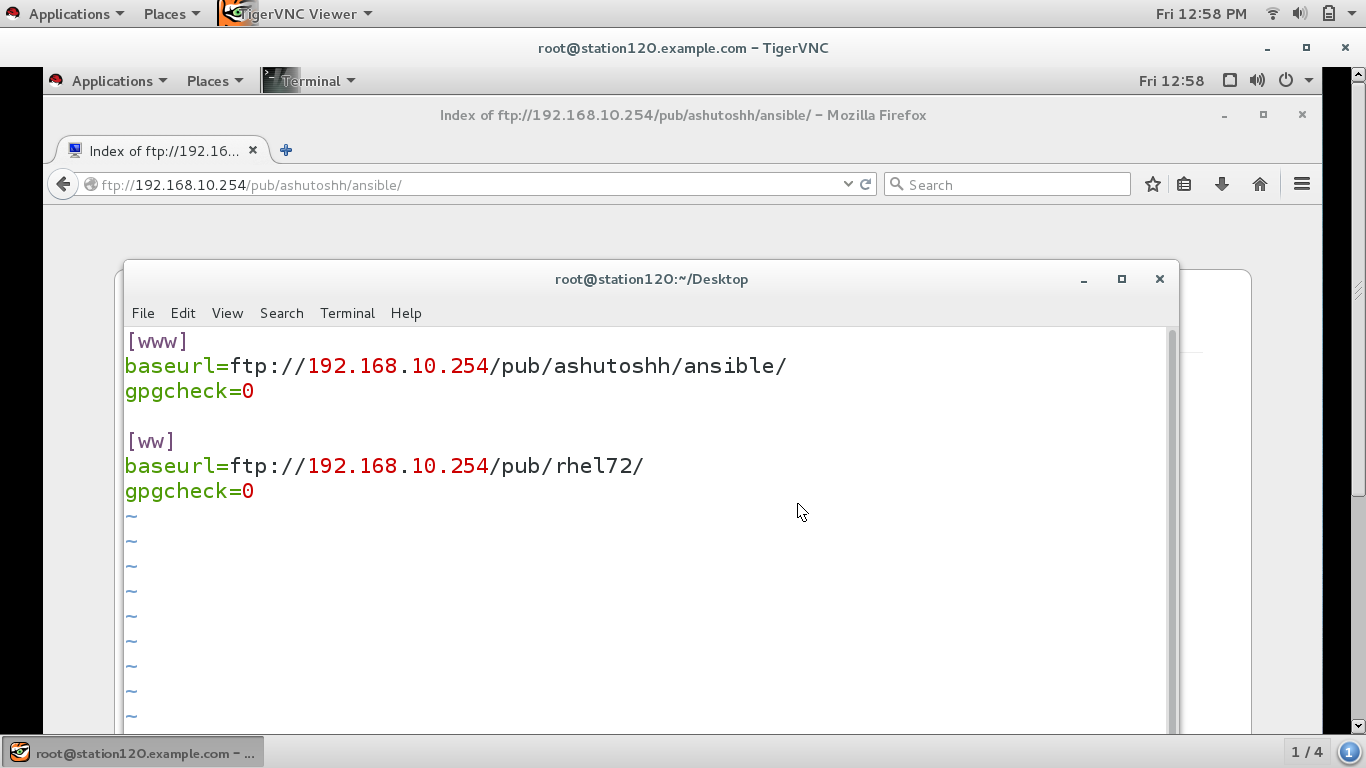 Applications Places TigerVNC Viewer Fri 12:58 PM
root@station120.example.com - TigerVNC
Applications Places Terminal Fri 12:58
Index of ftp://192.168.10.254/pub/ashutoshh/ansible/ - Mozilla Firefox
Index of ftp://192.16...
ftp://192.168.10.254/pub/ashutoshh/ansible/ Search
root@station120:~/Desktop
File Edit View Search Terminal Help
[www]
baseurl=ftp://192.168.10.254/pub/ashutoshh/ansible/
gpgcheck=0
[ww]
baseurl=ftp://192.168.10.254/pub/rhel72/
gpgcheck=0
~
~
~
~
~
~
~
~
~
root@station120.example.com - ... 1 / 4 1